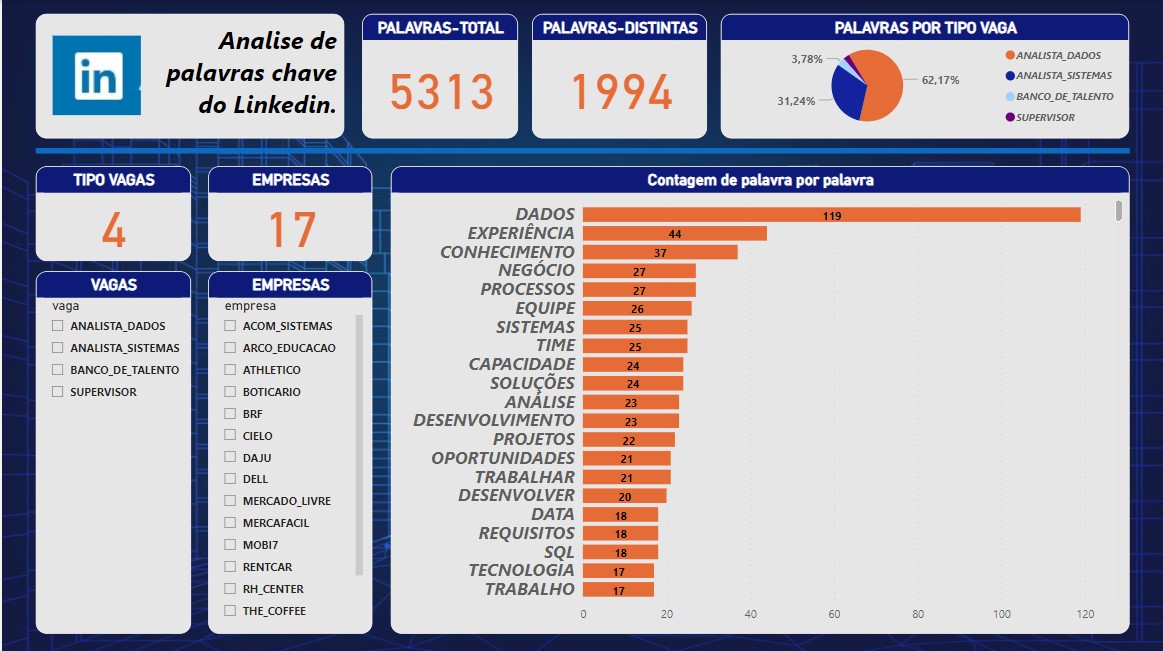 in
Analise de
palavras chave
do Linkedin.
PALAVRAS-TOTAL
5313
PALAVRAS-DISTINTAS
1994
PALAVRAS POR TIPO VAGA
3,78%
31,24%
62,17%
ANALISTA_DADOS
ANALISTA_SISTEMAS
BANCO_DE_TALENTO
SUPERVISOR
TIPO VAGAS
4
EMPRESAS
17
VAGAS
vaga
ANALISTA_DADOS
ANALISTA_SISTEMAS
BANCO_DE_TALENTO
SUPERVISOR
EMPRESAS
empresa
ACOM_SISTEMAS
ARCO_EDUCACAO
ATHLETICO
BOTICARIO
BRF
CIELO
DAJU
DELL
MERCADO_LIVRE
MERCAFACIL
MOBI7
RENTCAR
RH_CENTER
THE_COFFEE
Contagem de palavra por palavra
DADOS 119
EXPERIÊNCIA 44
CONHECIMENTO 37
NEGÓCIO 27
PROCESSOS 27
EQUIPE 26
SISTEMAS 25
TIME 25
CAPACIDADE 24
SOLUÇÕES 24
ANÁLISE 23
DESENVOLVIMENTO 23
PROJETOS 22
OPORTUNIDADES 21
TRABALHAR 21
DESENVOLVER 20
DATA 18
REQUISITOS 18
SQL 18
TECNOLOGIA 17
TRABALHO 17
0 20 40 60 80 100 120